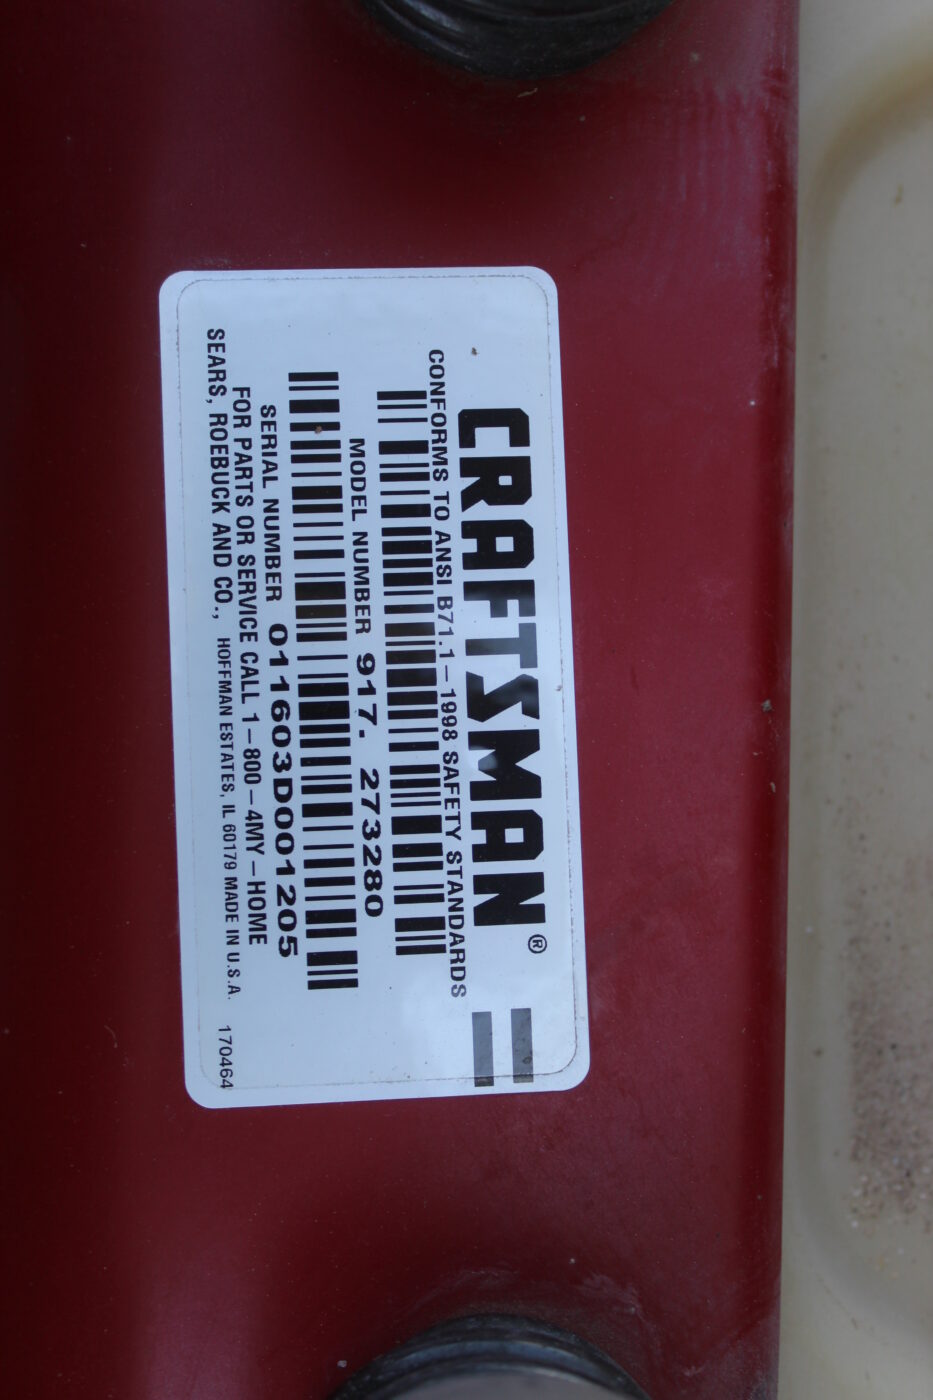 CRAFTSMAN®
CONFORMS TO ANSI B71.1—1998 SAFETY STANDARDS
MODEL NUMBER 917. 273280
SERIAL NUMBER 011603D001205
FOR PARTS OR SERVICE CALL 1—800—4MY—HOME
SEARS, ROEBUCK AND CO., HOFFMAN ESTATES, IL 60179 MADE IN U.S.A. 170464